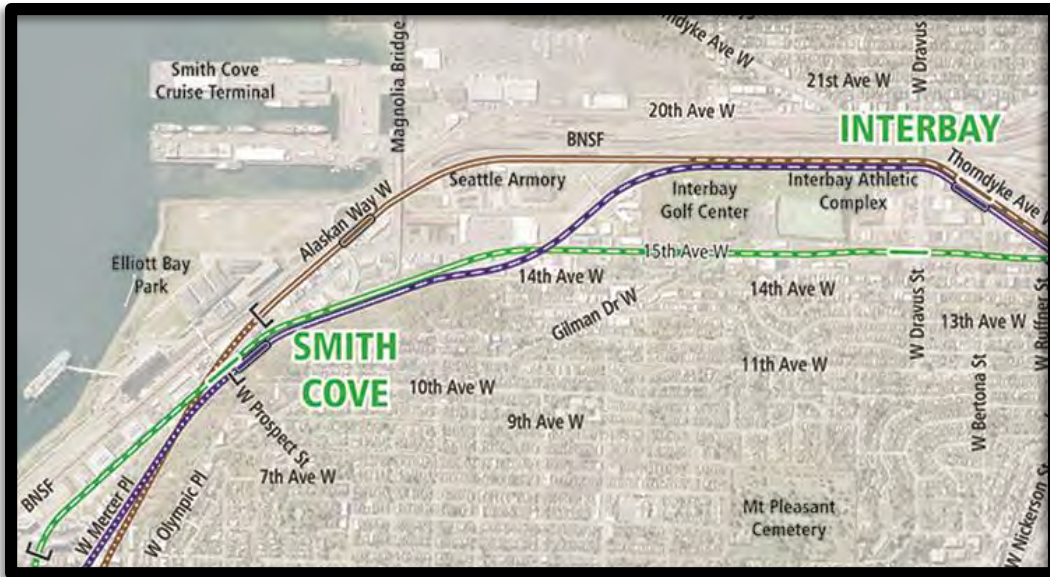 Thorndyke Ave W
Smith Cove
Cruise Terminal
Magnolia Bridge
W Dravus
21st Ave W
20th Ave W
INTERBAY
BNSF
Seattle Armory
Interbay
Golf Center
Interbay Athletic
Complex
Thorndyke Ave W
Alaskan Way W
15th Ave W
Elliott Bay
Park
14th Ave W
14th Ave W
Gilman Dr W
W Dravus St
13th Ave W
W Ruffner St
SMITH
COVE
11th Ave W
10th Ave W
9th Ave W
W Bertona St
W Prospect St
7th Ave W
BNSF
W Mercer Pl
W Olympic Pl
Mt Pleasant
Cemetery
W Nickerson